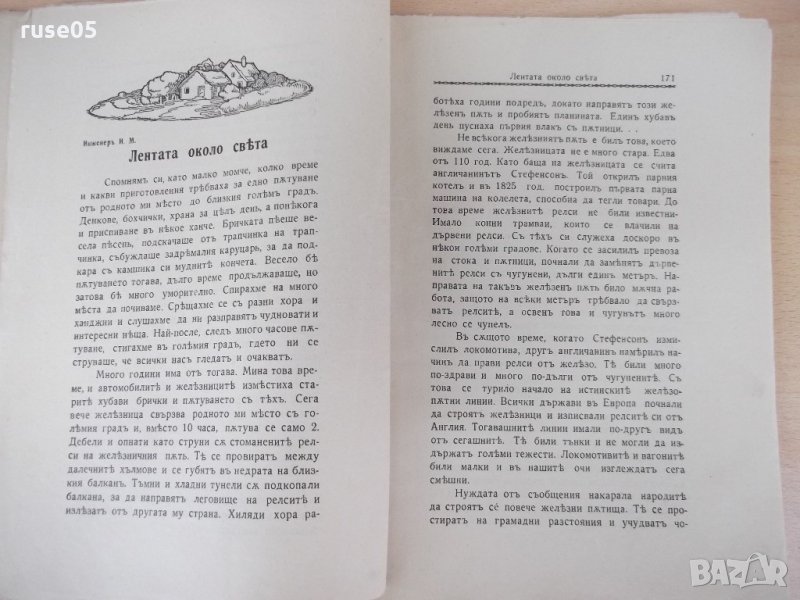 ruse05
Инженеръ Н. М.
Лентата около свѣта
Спомнямъ си, като малко момче, колко време
и какви приготовления трѣбваха за едно пѫтуване
отъ родното ми мѣсто до близкия голѣмъ градъ.
Денкове, бохчички, храна за цѣлъ день, а понѣкога
и приспиване въ нѣкое ханче. Бричката пѣеше ве-
села пѣсень, подскачаше отъ трапчинка на трап-
чинка, събуждаше задрѣмалия каруцарь, за да под-
кара съ камшика си муднитѣ кончета. Весело бѣ
пѫтуването тогава, дълго време продължаваше, но
затова бѣ много уморително. Спирахме на много
мѣста да почиваме. Срѣщахме се съ разни хора и
ханджии и слушахме да ни разправятъ чудновати и
интересни нѣща. Най-после, следъ много часове пѫ-
туване, стигахме въ голѣмия градъ, гдето ни се
струваше, че всички насъ гледатъ и очакватъ.
Много години има отъ тогава. Мина това вре-
ме, и автомобилитѣ и желѣзницитѣ измѣстиха ста-
ритѣ хубави брички и пѫтуването съ тѣхъ. Сега
вече желѣзница свързва родното ми мѣсто съ го-
лѣмия градъ и, вмѣсто 10 часа, пѫтува се само 2.
Дебели и опнати като струни сѫ стоманенитѣ рел-
си на желѣзничния пѫть. Тѣ се провиратъ между
далечнитѣ хълмове и се губятъ въ недрата на близ-
кия балканъ. Тъмни и хладни тунели сѫ подкопали
балкана, за да направятъ леговище на релситѣ и
излѣзатъ отъ другата му страна. Хиляди хора ра-
Лентата около свѣта 171
ботѣха години подредъ, докато направятъ този же-
лѣзенъ пѫть и пробиятъ планината. Единъ хубавъ
день пуснаха първия влакъ съ пѫтници. . .
Не всѣкога желѣзниятъ пѫть е билъ това, което
виждаме сега. Желѣзницата не е много стара. Едва
отъ 110 год. Като баща на желѣзницата се счита
англичанинътъ Стефенсонъ. Той открилъ парния
котелъ и въ 1825 год. построилъ първата парна
машина на колелета, способна да тегли товари. До
това време желѣзнитѣ релси не били известни.
Имало конни трамваи, които се влачили на
дървени релси. Съ тѣхъ си служеха доскоро въ
нѣкои голѣми градове. Когато се засилилъ превоза
на стока и пѫтници, почнали да замѣнятъ дърве-
нитѣ релси съ чугунени, дълги единъ метъръ. На-
правата на такъвъ желѣзенъ пѫть било мѫчна ра-
бота, защото на всѣки метъръ трѣбвало да свърз-
ватъ релситѣ, а освенъ това и чугунътъ много
лесно се чупелъ.
Въ сѫщото време, когато Стефенсонъ изми-
слилъ локомотива, другъ англичанинъ намѣрилъ на-
чинъ да прави релси отъ желѣзо. Тѣ били много
по-здрави и много по-дълги отъ чугуненитѣ. Съ
това се турило начало на истинскитѣ желѣзо-
пѫтни линии. Всички държави въ Европа почнали
да строятъ желѣзници и изписвали релситѣ си отъ
Англия. Тогавашнитѣ линии имали по-другъ видъ
отъ сегашнитѣ. Тѣ били тънки и не могли да из-
държатъ голѣми тежести. Локомотивитѣ и вагонитѣ
били малки и въ нашитѣ очи изглеждатъ сега
смѣшни.
Нуждата отъ съобщения накарала народитѣ
да строятъ се повече желѣзни пѫтища. Тѣ се про-
стиратъ на грамадни разстояния и учудватъ чо-
BAZAR